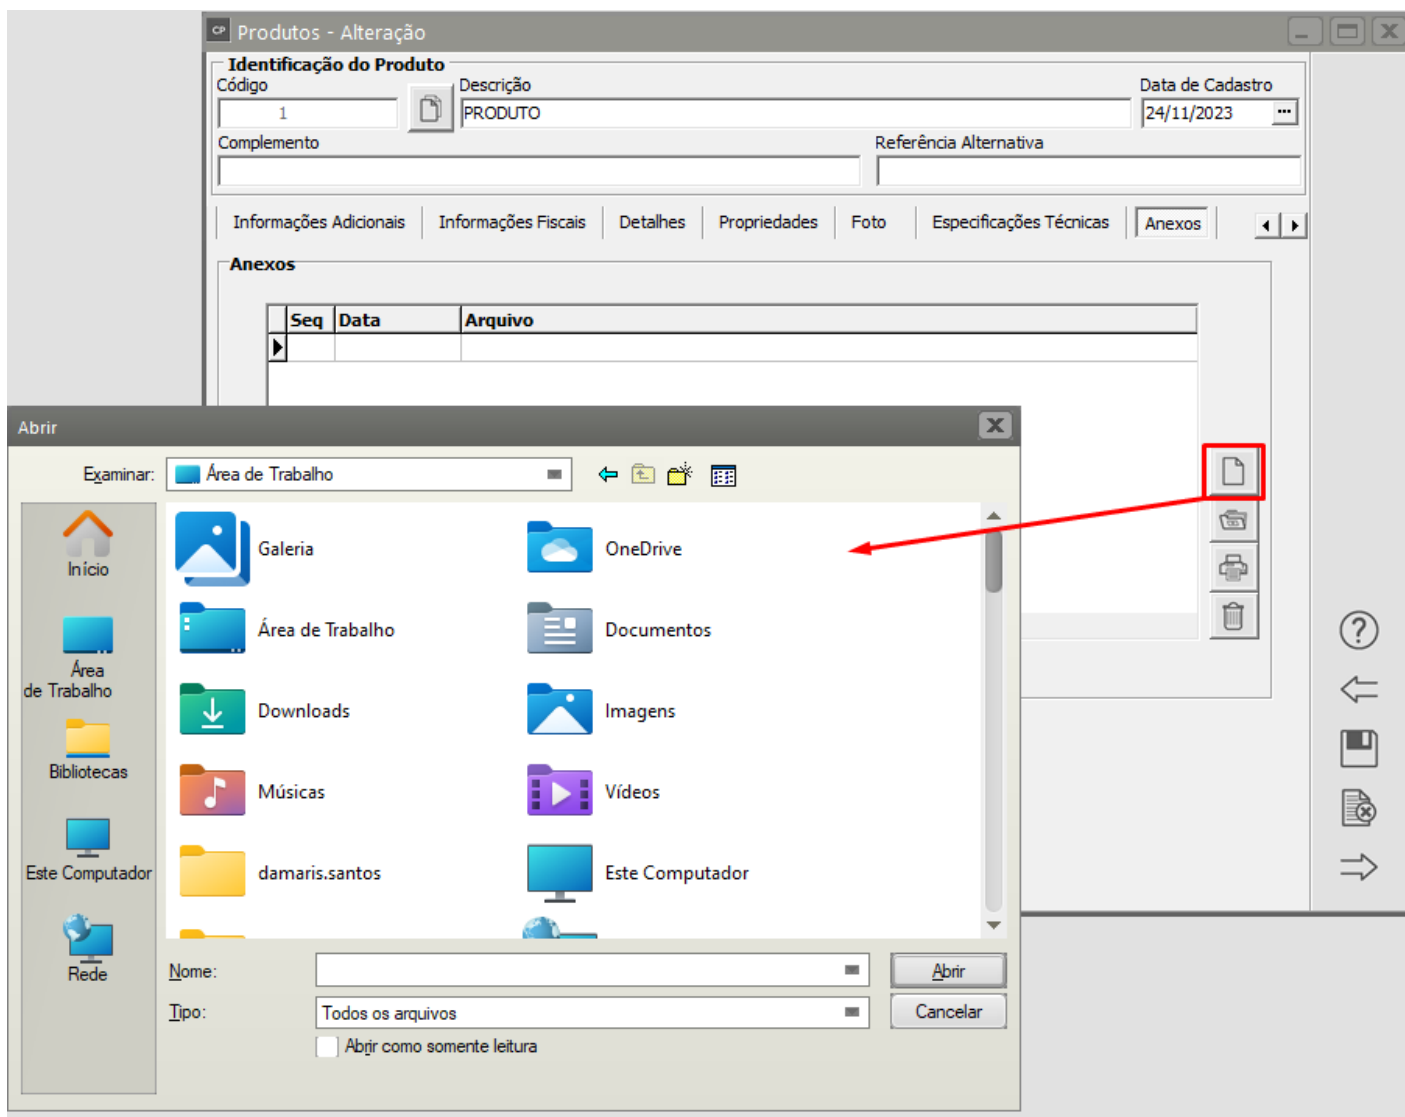 CP Produtos - Alteração
Identificação do Produto
Código
Descrição
Data de Cadastro
1
PRODUTO
24/11/2023
...
Complemento
Referência Alternativa
Informações Adicionais
Informações Fiscais
Detalhes
Propriedades
Foto
Especificações Técnicas
Anexos
Anexos
Seq
Data
Arquivo
Abrir
Examinar:
Área de Trabalho
Início
Área
de Trabalho
Bibliotecas
Este Computador
Rede
Galeria
OneDrive
Área de Trabalho
Documentos
Downloads
Imagens
Músicas
Vídeos
damaris.santos
Este Computador
Nome:
Abrir
Tipo:
Todos os arquivos
Cancelar
Abrir como somente leitura
?